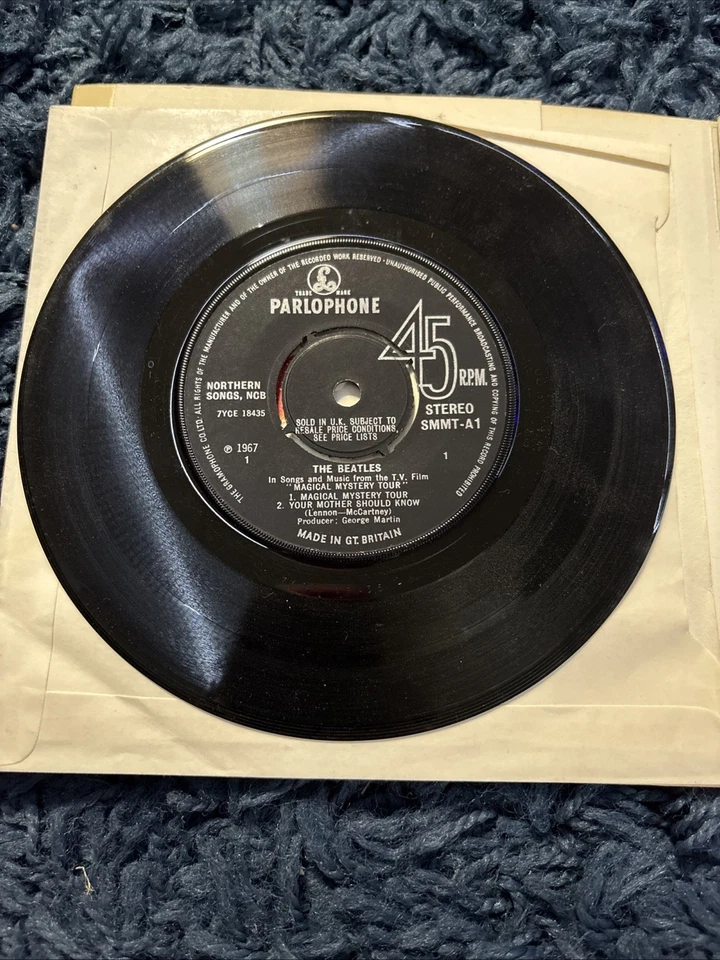 THE GRAMOPHONE CO. LTD. ALL RIGHTS OF THE MANUFACTURER AND OF THE OWNER OF THE RECORDED WORK RESERVED · UNAUTHORISED PUBLIC PERFORMANCE BROADCASTING AND COPYING OF THIS RECORD PROHIBITED
£
TRADE MARK
PARLOPHONE
45
R.P.M.
NORTHERN
SONGS, NCB
7YCE 18435
STEREO
SMMT-A1
SOLD IN U.K. SUBJECT TO
RESALE PRICE CONDITIONS,
SEE PRICE LISTS
℗ 1967
1
1
THE BEATLES
In Songs and Music from the T.V. Film
"MAGICAL MYSTERY TOUR"
1. MAGICAL MYSTERY TOUR
2. YOUR MOTHER SHOULD KNOW
(Lennon—McCartney)
Producer: George Martin
MADE IN GT. BRITAIN